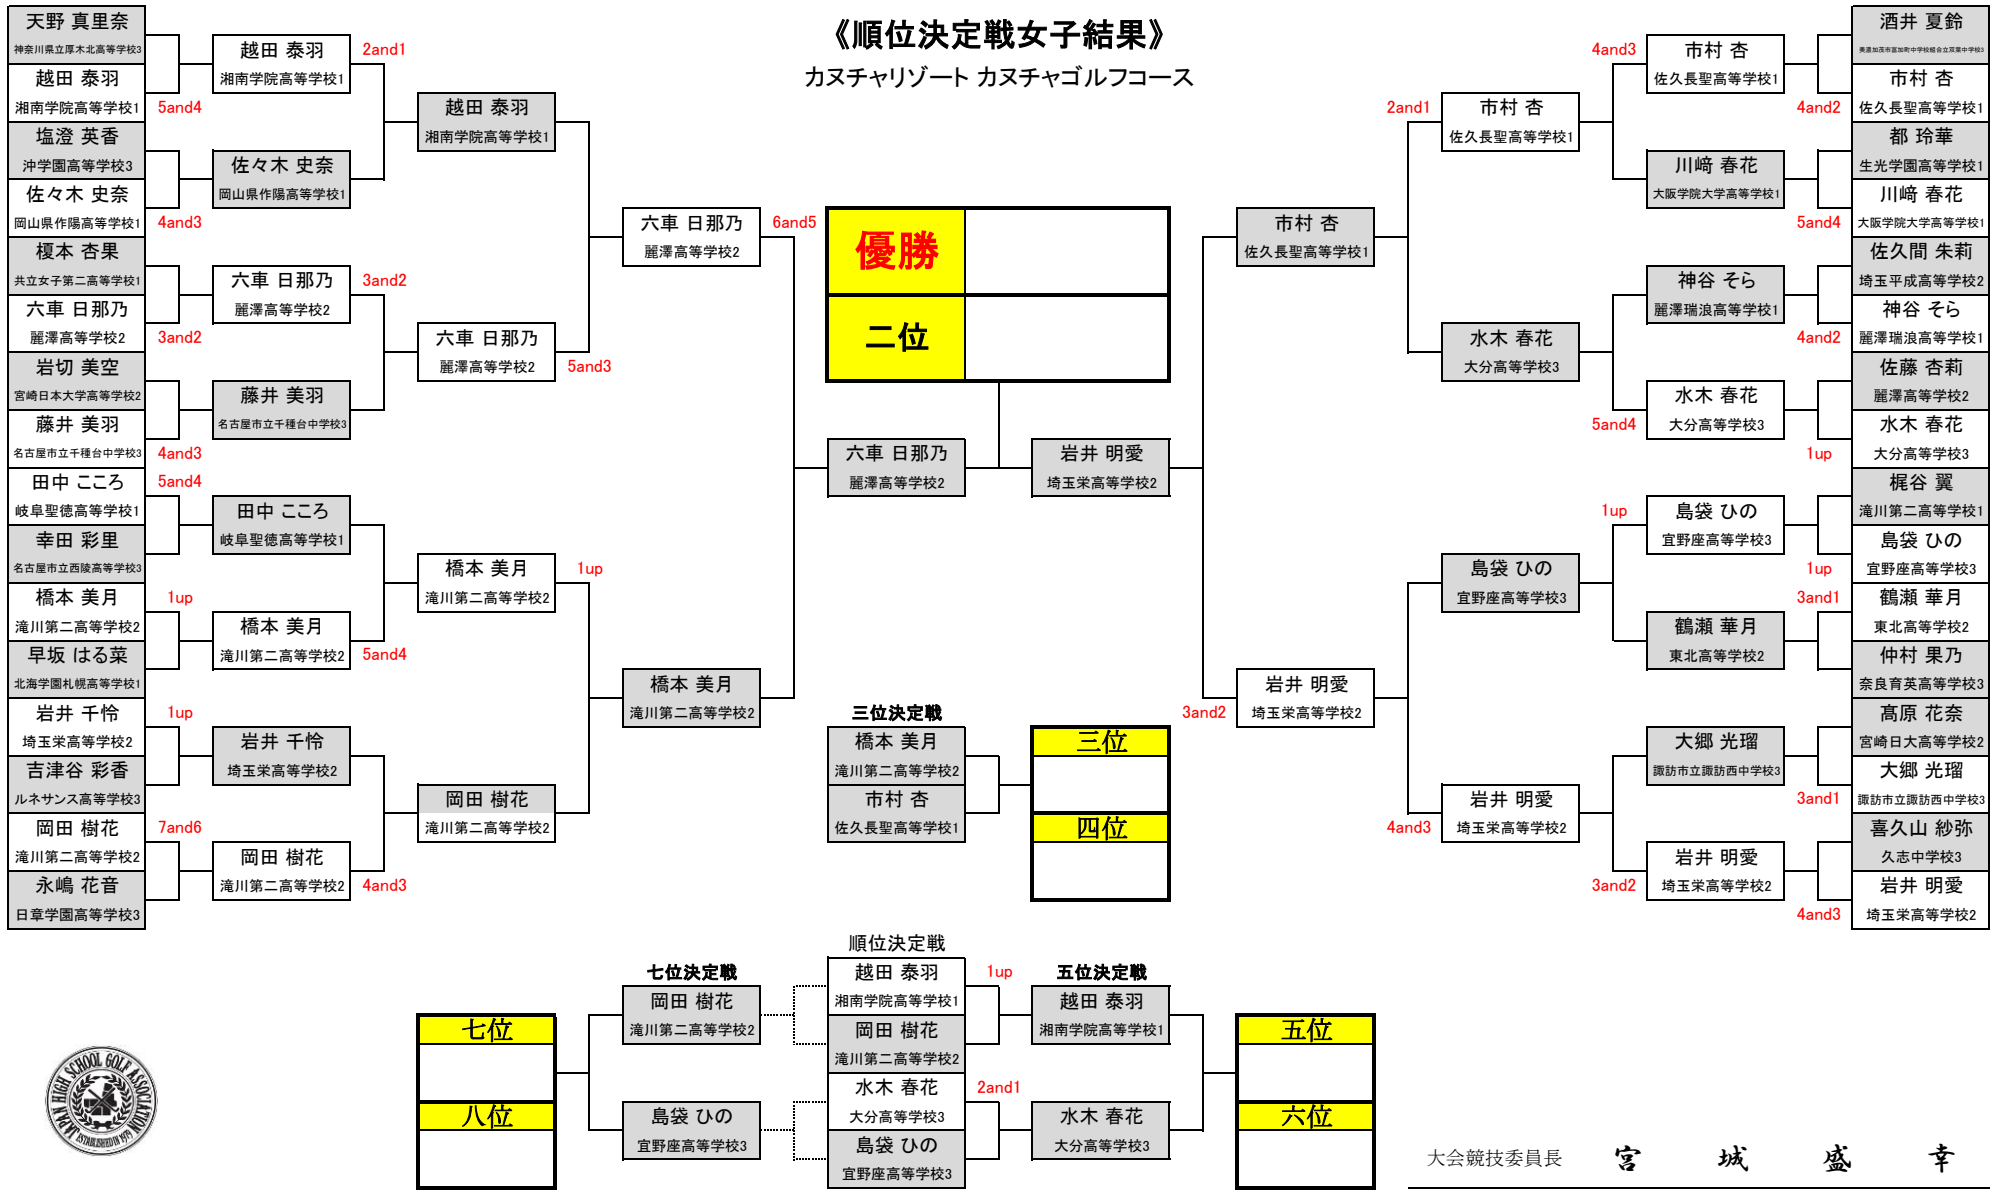 《順位決定戦女子結果》
カヌチャリゾート カヌチャゴルフコース
天野 真里奈
神奈川県立厚木北高等学校3
越田 泰羽
湘南学院高等学校1
5and4
塩澄 英香
沖学園高等学校3
佐々木 史奈
岡山県作陽高等学校1
4and3
榎本 杏果
共立女子第二高等学校1
六車 日那乃
麗澤高等学校2
3and2
岩切 美空
宮崎日本大学高等学校2
藤井 美羽
名古屋市立千種台中学校3
4and3
田中 こころ
5and4
岐阜聖徳高等学校1
幸田 彩里
名古屋市立西陵高等学校3
橋本 美月
1up
滝川第二高等学校2
早坂 はる菜
北海学園札幌高等学校1
岩井 千怜
1up
埼玉栄高等学校2
吉津谷 彩香
ルネサンス高等学校3
岡田 樹花
7and6
滝川第二高等学校2
永嶋 花音
日章学園高等学校3
越田 泰羽
2and1
湘南学院高等学校1
佐々木 史奈
岡山県作陽高等学校1
六車 日那乃
3and2
麗澤高等学校2
藤井 美羽
名古屋市立千種台中学校3
田中 こころ
岐阜聖徳高等学校1
橋本 美月
滝川第二高等学校2
5and4
岩井 千怜
埼玉栄高等学校2
岡田 樹花
滝川第二高等学校2
4and3
越田 泰羽
湘南学院高等学校1
六車 日那乃
麗澤高等学校2
5and3
橋本 美月
1up
滝川第二高等学校2
岡田 樹花
滝川第二高等学校2
六車 日那乃
6and5
麗澤高等学校2
橋本 美月
滝川第二高等学校2
優勝
二位
六車 日那乃
麗澤高等学校2
岩井 明愛
埼玉栄高等学校2
市村 杏
佐久長聖高等学校1
岩井 明愛
3and2
埼玉栄高等学校2
2and1
市村 杏
佐久長聖高等学校1
水木 春花
大分高等学校3
島袋 ひの
宜野座高等学校3
岩井 明愛
4and3
埼玉栄高等学校2
4and3
市村 杏
佐久長聖高等学校1
川﨑 春花
大阪学院大学高等学校1
神谷 そら
麗澤瑞浪高等学校1
水木 春花
5and4
大分高等学校3
1up
島袋 ひの
宜野座高等学校3
鶴瀬 華月
東北高等学校2
大郷 光瑠
諏訪市立諏訪西中学校3
岩井 明愛
3and2
埼玉栄高等学校2
酒井 夏鈴
美濃加茂市富加町中学校組合立双葉中学校3
市村 杏
4and2
佐久長聖高等学校1
都 玲華
生光学園高等学校1
川﨑 春花
5and4
大阪学院大学高等学校1
佐久間 朱莉
埼玉平成高等学校2
神谷 そら
4and2
麗澤瑞浪高等学校1
佐藤 杏莉
麗澤高等学校2
水木 春花
1up
大分高等学校3
梶谷 翼
滝川第二高等学校1
島袋 ひの
1up
宜野座高等学校3
3and1
鶴瀬 華月
東北高等学校2
仲村 果乃
奈良育英高等学校3
髙原 花奈
宮崎日大高等学校2
大郷 光瑠
3and1
諏訪市立諏訪西中学校3
喜久山 紗弥
久志中学校3
岩井 明愛
4and3
埼玉栄高等学校2
三位決定戦
橋本 美月
滝川第二高等学校2
市村 杏
佐久長聖高等学校1
三位
四位
順位決定戦
越田 泰羽
1up
湘南学院高等学校1
岡田 樹花
滝川第二高等学校2
水木 春花
2and1
大分高等学校3
島袋 ひの
宜野座高等学校3
七位決定戦
岡田 樹花
滝川第二高等学校2
島袋 ひの
宜野座高等学校3
七位
八位
五位決定戦
越田 泰羽
湘南学院高等学校1
水木 春花
大分高等学校3
五位
六位
JAPAN HIGH SCHOOL GOLF ASSOCIATION
ESTABLISHED IN 1979
大会競技委員長 宮 城 盛 幸